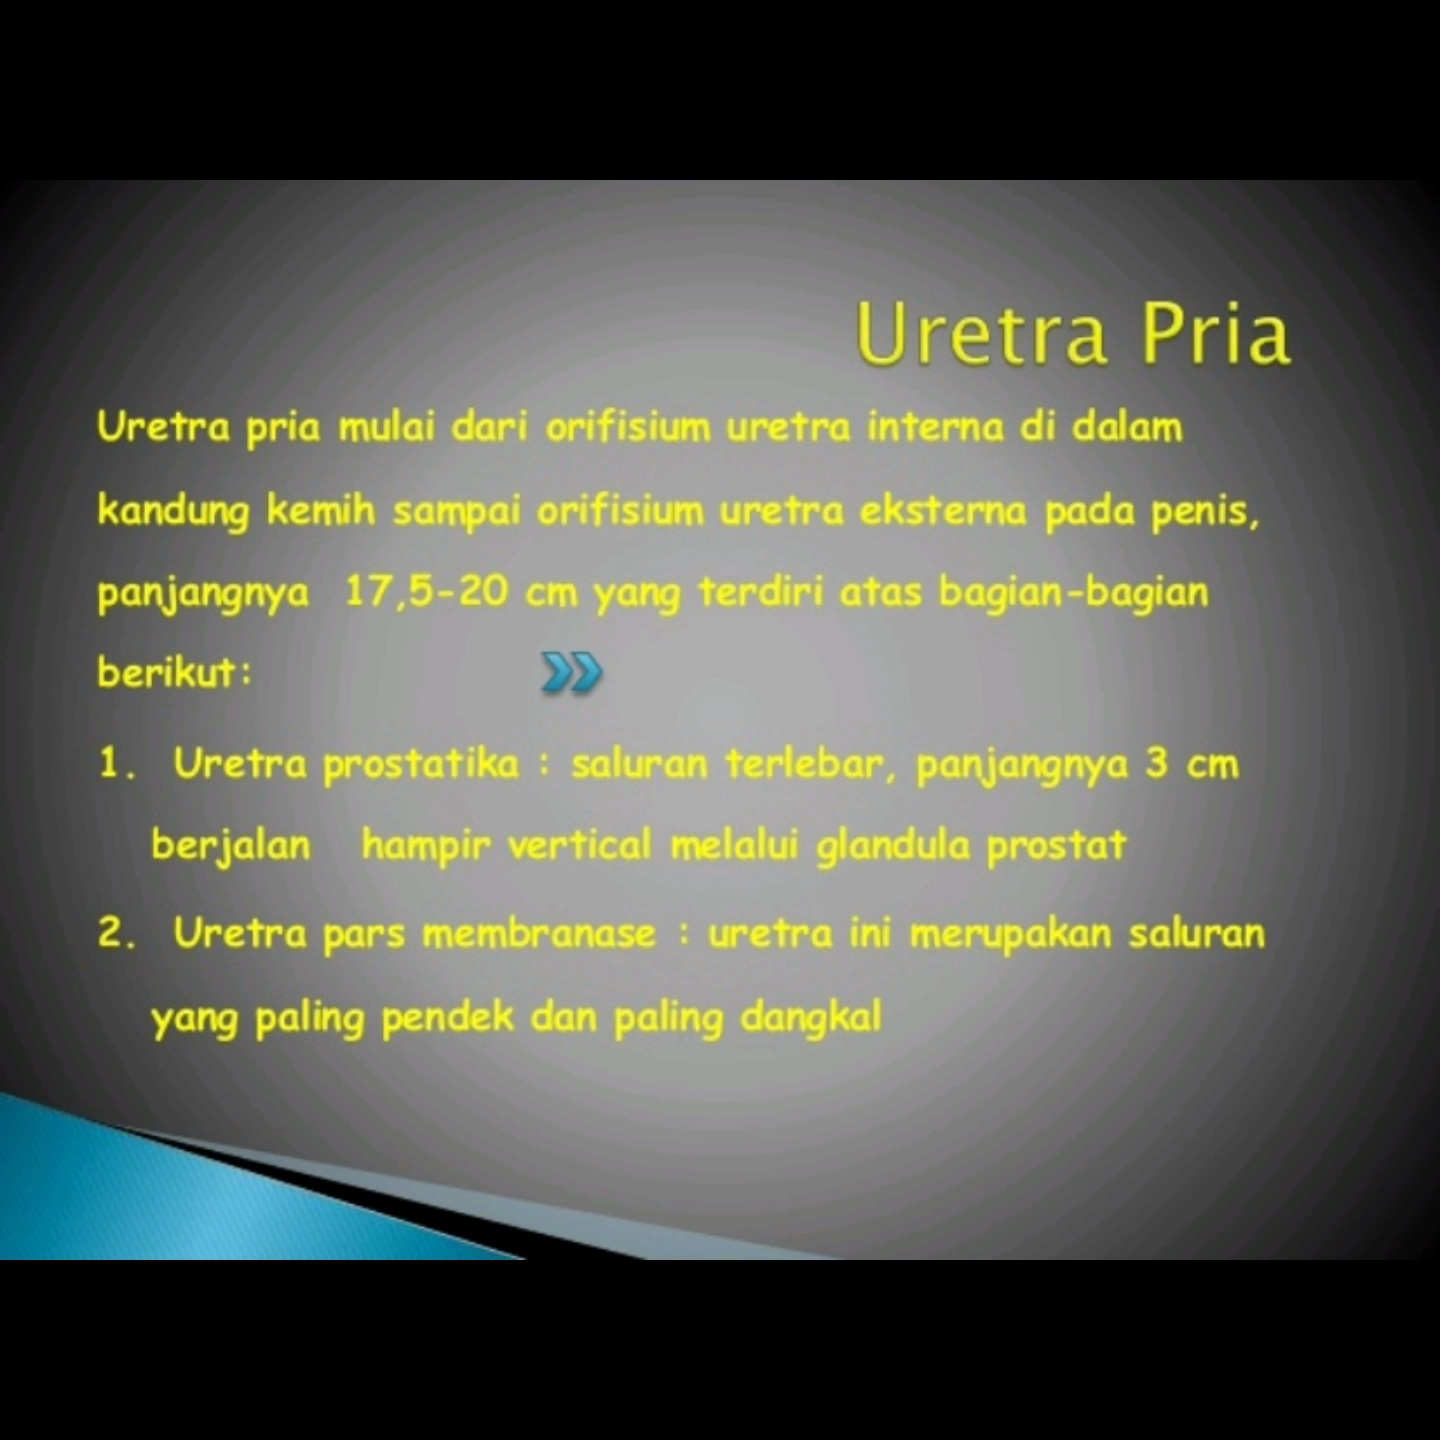 Uretra Pria
Uretra pria mulai dari orifisium uretra interna di dalam
kandung kemih sampai orifisium uretra eksterna pada penis,
panjangnya 17,5-20 cm yang terdiri atas bagian-bagian
berikut:
1. Uretra prostatika : saluran terlebar, panjangnya 3 cm
berjalan hampir vertical melalui glandula prostat
2. Uretra pars membranase : uretra ini merupakan saluran
yang paling pendek dan paling dangkal